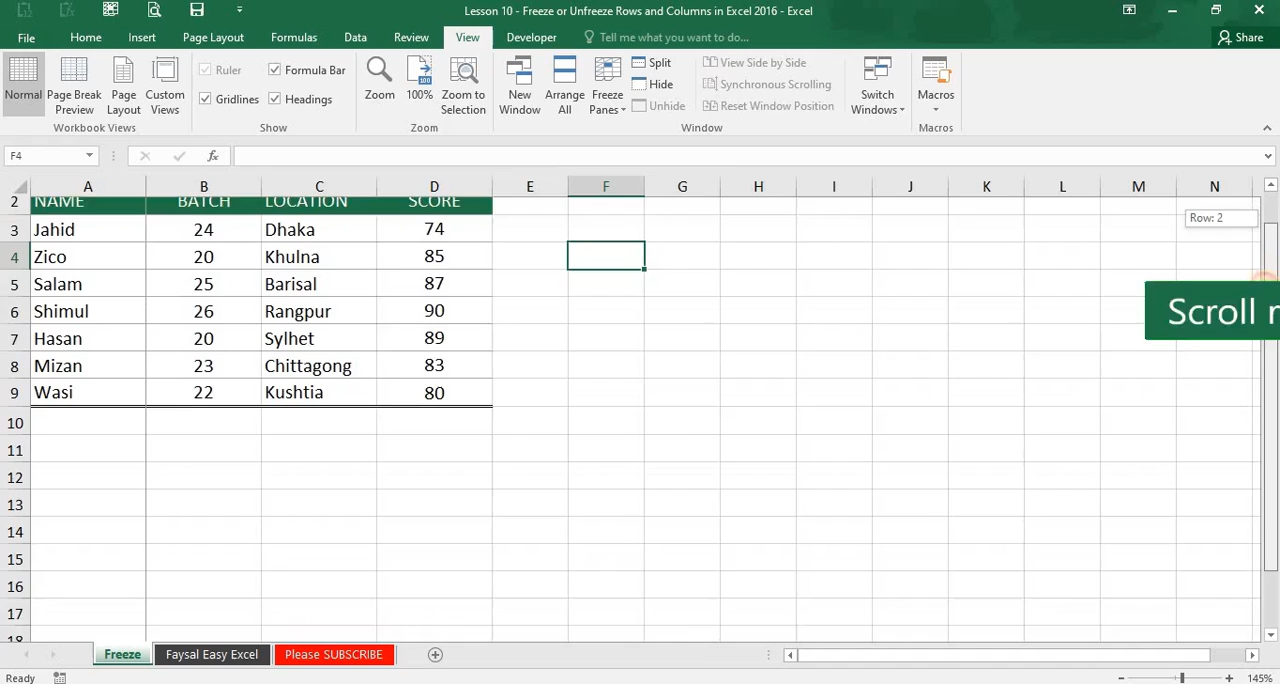 Lesson 10 - Freeze or Unfreeze Rows and Columns in Excel 2016 - Excel
File Home Insert Page Layout Formulas Data Review View Developer Tell me what you want to do... Share
Normal Page Break Preview Page Layout Custom Views
Workbook Views
Ruler Formula Bar
Gridlines Headings
Show
Zoom 100% Zoom to Selection
Zoom
New Window Arrange All Freeze Panes
Split
Hide
Unhide
View Side by Side
Synchronous Scrolling
Reset Window Position
Switch Windows
Window
Macros
Macros
F4 fx
A B C D E F G H I J K L M N
2 NAME BATCH LOCATION SCORE
Row: 2
3 Jahid 24 Dhaka 74
4 Zico 20 Khulna 85
5 Salam 25 Barisal 87
6 Shimul 26 Rangpur 90
Scroll r
7 Hasan 20 Sylhet 89
8 Mizan 23 Chittagong 83
9 Wasi 22 Kushtia 80
10
11
12
13
14
15
16
17
18
Freeze Faysal Easy Excel Please SUBSCRIBE
Ready 145%